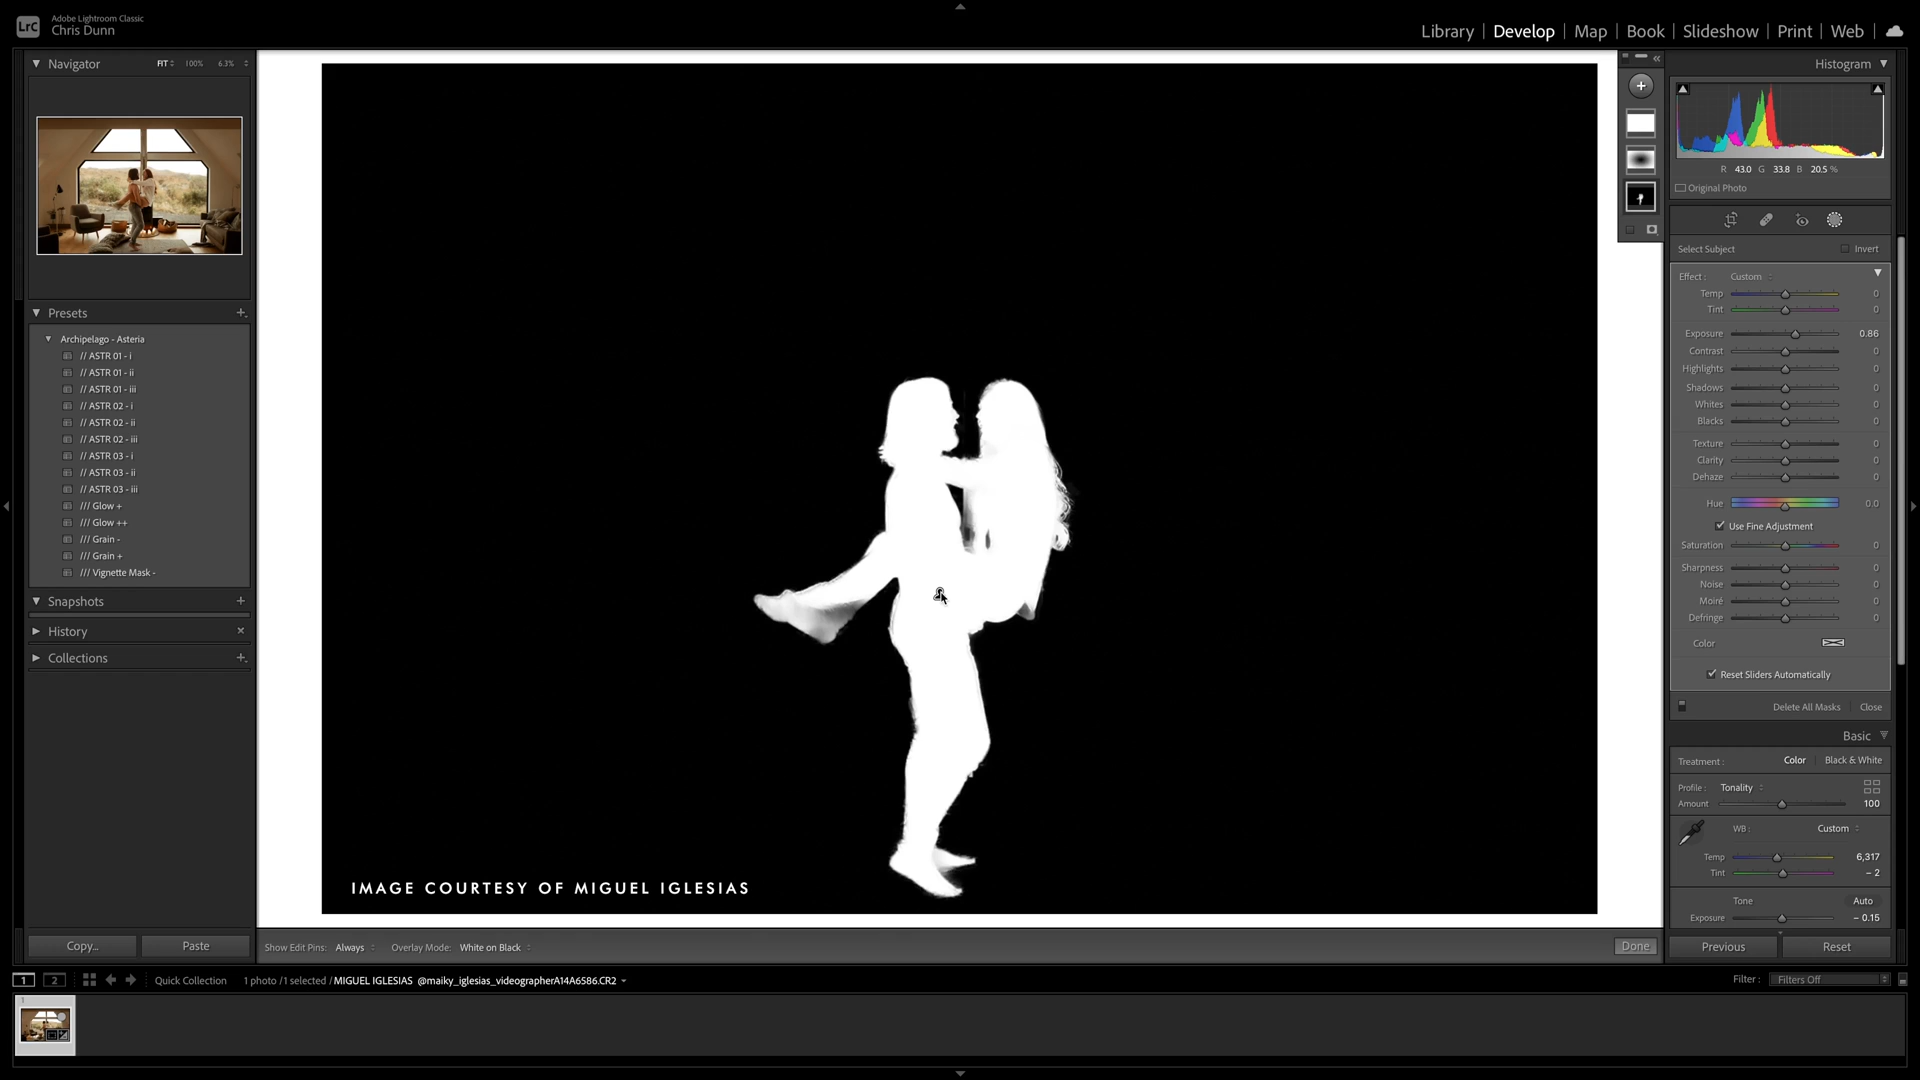 LrC
Adobe Lightroom Classic
Chris Dunn
Library | Develop | Map | Book | Slideshow | Print | Web
Navigator FIT 100% 6.3%
Presets
Archipelago - Asteria
// ASTR 01 - i
// ASTR 01 - ii
// ASTR 01 - iii
// ASTR 02 - i
// ASTR 02 - ii
// ASTR 02 - iii
// ASTR 03 - i
// ASTR 03 - ii
// ASTR 03 - iii
/// Glow +
/// Glow ++
/// Grain -
/// Grain +
/// Vignette Mask -
Snapshots
History
Collections
Copy... Paste
IMAGE COURTESY OF MIGUEL IGLESIAS
Show Edit Pins: Always Overlay Mode: White on Black Done
Histogram
R 43.0 G 33.8 B 20.5 %
Original Photo
Select Subject Invert
Effect : Custom
Temp 0
Tint 0
Exposure 0.86
Contrast 0
Highlights 0
Shadows 0
Whites 0
Blacks 0
Texture 0
Clarity 0
Dehaze 0
Hue 0.0
Use Fine Adjustment
Saturation 0
Sharpness 0
Noise 0
Moiré 0
Defringe 0
Color
Reset Sliders Automatically
Delete All Masks Close
Basic
Treatment : Color | Black & White
Profile : Tonality
Amount 100
WB : Custom
Temp 6,317
Tint – 2
Tone Auto
Exposure – 0.15
Previous Reset
1 2 Quick Collection 1 photo / 1 selected / MIGUEL IGLESIAS @maiky_iglesias_videographerA14A6586.CR2 Filter : Filters Off
1